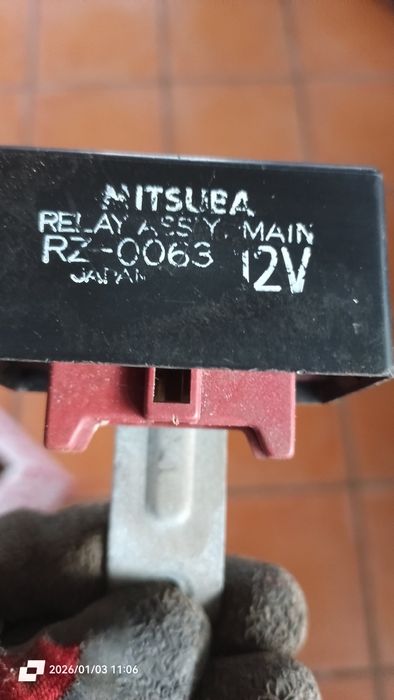 MITSUBA
RELAY ASS'Y, MAIN
RZ-0063 12V
JAPAN
2026/01/03 11:06